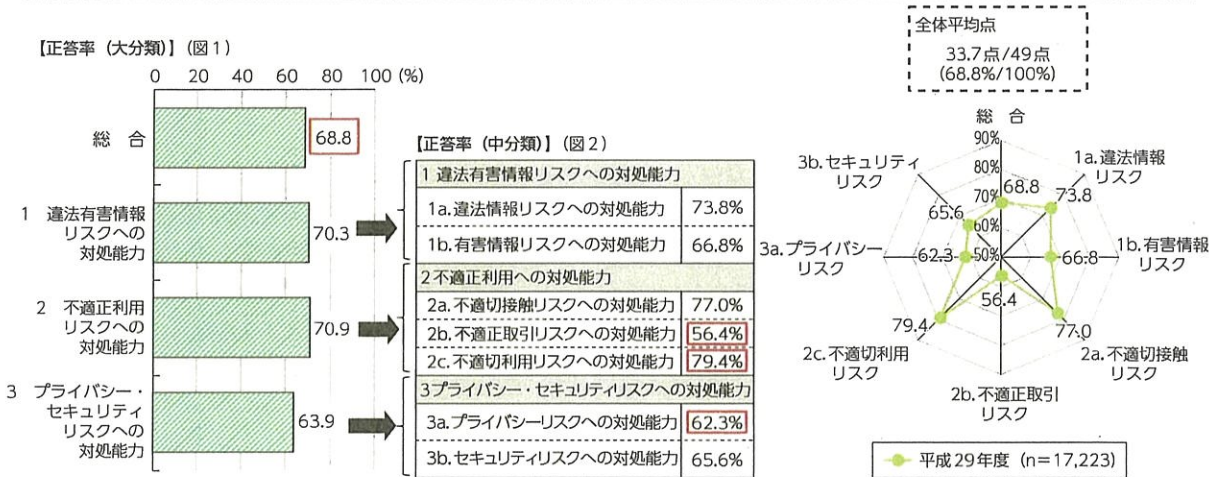 【正答率（大分類）】（図1）
0 20 40 60 80 100 (%)
総 合
68.8
1 違法有害情報
リスクへの
対処能力
70.3
2 不適正利用
リスクへの
対処能力
70.9
3 プライバシー・
セキュリティ
リスクへの
対処能力
63.9
【正答率（中分類）】（図2）
1 違法有害情報リスクへの対処能力
1a.違法情報リスクへの対処能力 73.8%
1b.有害情報リスクへの対処能力 66.8%
2 不適正利用への対処能力
2a.不適切接触リスクへの対処能力 77.0%
2b.不適正取引リスクへの対処能力 56.4%
2c.不適切利用リスクへの対処能力 79.4%
3プライバシー・セキュリティリスクへの対処能力
3a.プライバシーリスクへの対処能力 62.3%
3b.セキュリティリスクへの対処能力 65.6%
全体平均点
33.7点/49点
(68.8%/100%)
総 合
90%
80%
70%
60%
50%
68.8
1a.違法情報
リスク
73.8
1b.有害情報
リスク
66.8
2a.不適切接触
リスク
77.0
2b.不適正取引
リスク
56.4
2c.不適切利用
リスク
79.4
3a.プライバシー
リスク
62.3
3b.セキュリティ
リスク
65.6
平成29年度（n＝17,223）